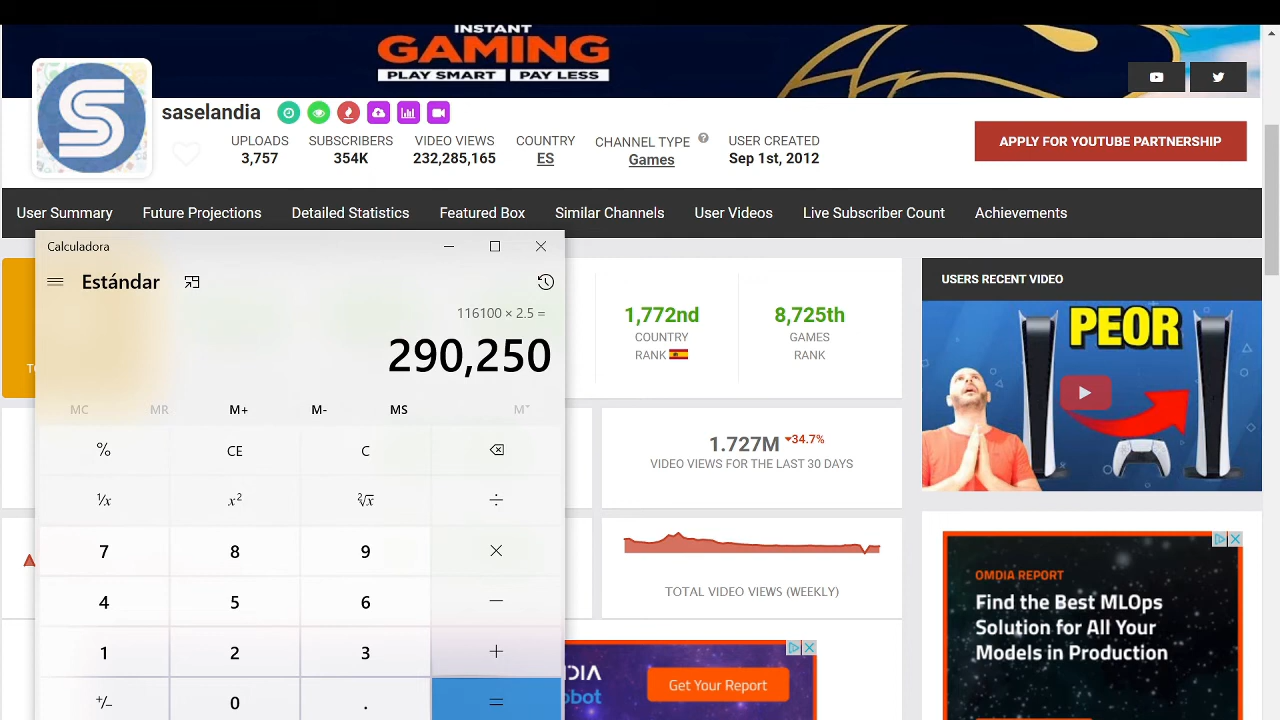 INSTANT
GAMING
PLAY SMART PAY LESS
S
saselandia
UPLOADS
3,757
SUBSCRIBERS
354K
VIDEO VIEWS
232,285,165
COUNTRY
ES
CHANNEL TYPE ?
Games
USER CREATED
Sep 1st, 2012
APPLY FOR YOUTUBE PARTNERSHIP
User Summary
Future Projections
Detailed Statistics
Featured Box
Similar Channels
User Videos
Live Subscriber Count
Achievements
Calculadora
Estándar
116100 × 2.5 =
290,250
MC MR M+ M- MS M˅
% CE C
¹/x x² ²√x ÷
7 8 9 ×
4 5 6 −
1 2 3 +
+/- 0 . =
1,772nd
COUNTRY
RANK
8,725th
GAMES
RANK
1.727M 34.7%
VIDEO VIEWS FOR THE LAST 30 DAYS
TOTAL VIDEO VIEWS (WEEKLY)
Get Your Report
USERS RECENT VIDEO
PEOR
OMDIA REPORT
Find the Best MLOps
Solution for All Your
Models in Production